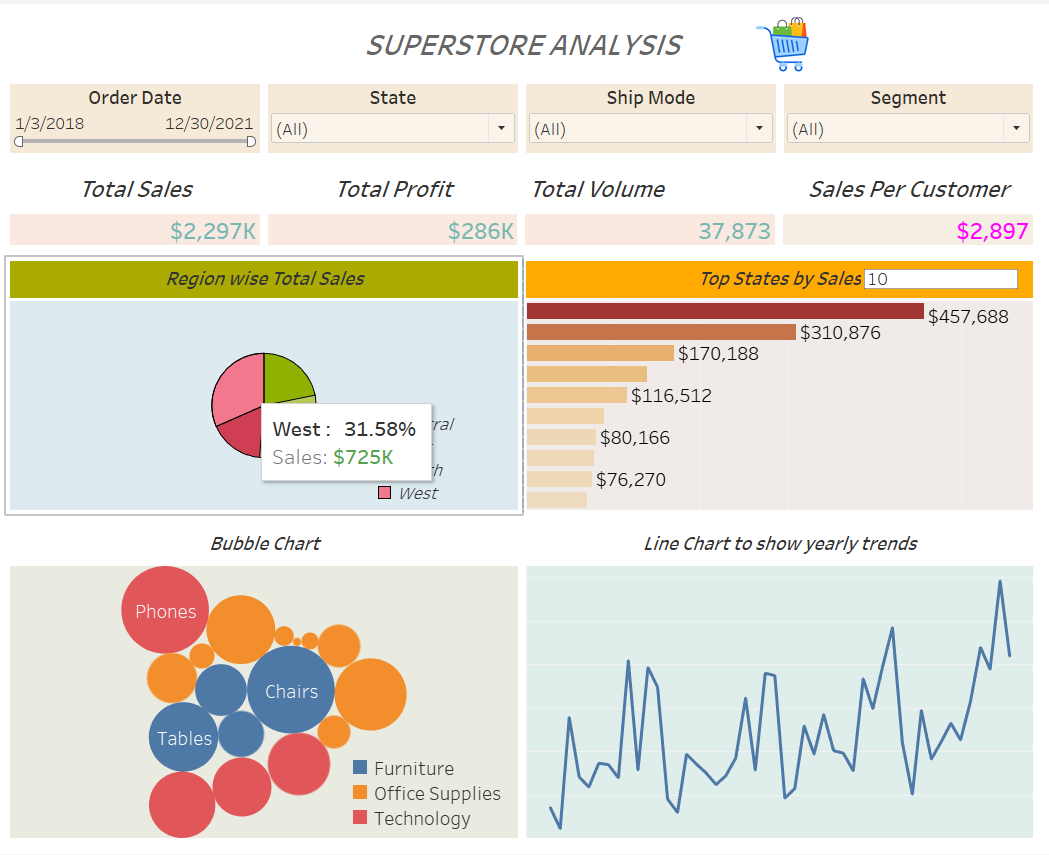 SUPERSTORE ANALYSIS
Order Date
State
Ship Mode
Segment
1/3/2018
12/30/2021
(All)
(All)
(All)
Total Sales
Total Profit
Total Volume
Sales Per Customer
$2,297K
$286K
37,873
$2,897
Region wise Total Sales
Top States by Sales 10
West : 31.58%
Sales: $725K
West
$457,688
$310,876
$170,188
$116,512
$80,166
$76,270
Bubble Chart
Line Chart to show yearly trends
Phones
Chairs
Tables
Furniture
Office Supplies
Technology